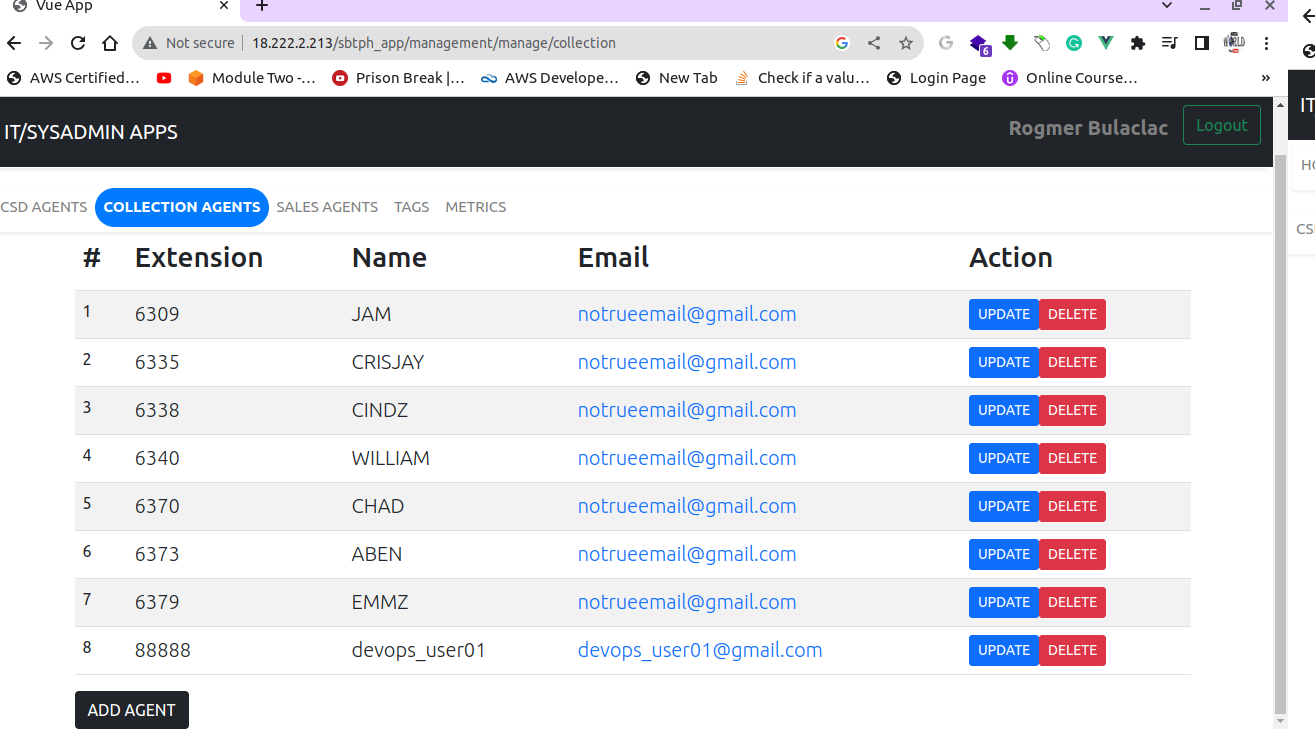 Vue App
Not secure 18.222.2.213/sbtph_app/management/manage/collection
6
AWS Certified… Module Two -… Prison Break |… AWS Develope… New Tab Check if a valu… Login Page Online Course… »
IT/SYSADMIN APPS Rogmer Bulaclac Logout
CSD AGENTS COLLECTION AGENTS SALES AGENTS TAGS METRICS
# Extension Name Email Action
1 6309 JAM notrueemail@gmail.com UPDATE DELETE
2 6335 CRISJAY notrueemail@gmail.com UPDATE DELETE
3 6338 CINDZ notrueemail@gmail.com UPDATE DELETE
4 6340 WILLIAM notrueemail@gmail.com UPDATE DELETE
5 6370 CHAD notrueemail@gmail.com UPDATE DELETE
6 6373 ABEN notrueemail@gmail.com UPDATE DELETE
7 6379 EMMZ notrueemail@gmail.com UPDATE DELETE
8 88888 devops_user01 devops_user01@gmail.com UPDATE DELETE
ADD AGENT
IT/
HO
CS